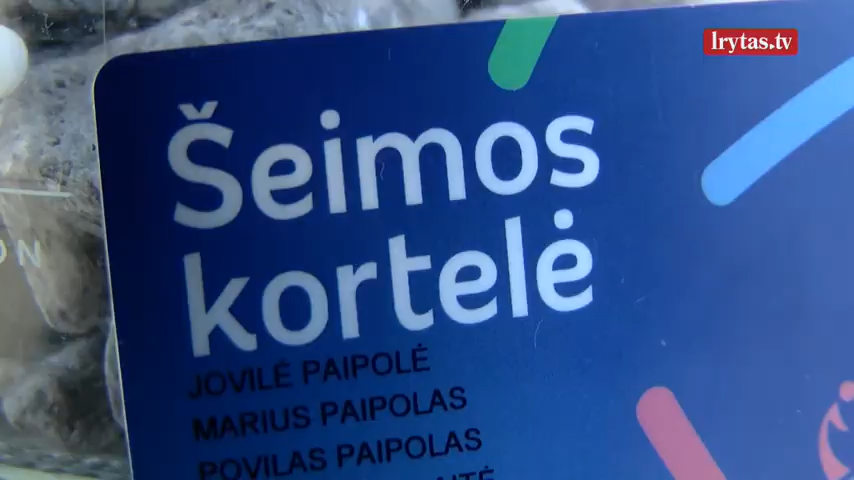 lrytas.tv
Šeimos
kortelė
JOVILĖ PAIPOLĖ
MARIUS PAIPOLAS
POVILAS PAIPOLAS